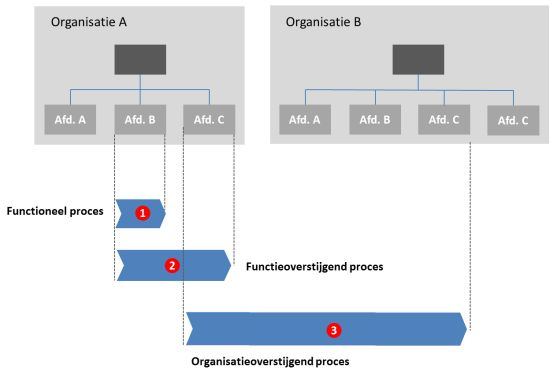 Organisatie A
Organisatie B
Afd. A
Afd. B
Afd. C
Afd. A
Afd. B
Afd. C
Afd. C
Functioneel proces
1
2
Functieoverstijgend proces
3
Organisatieoverstijgend proces